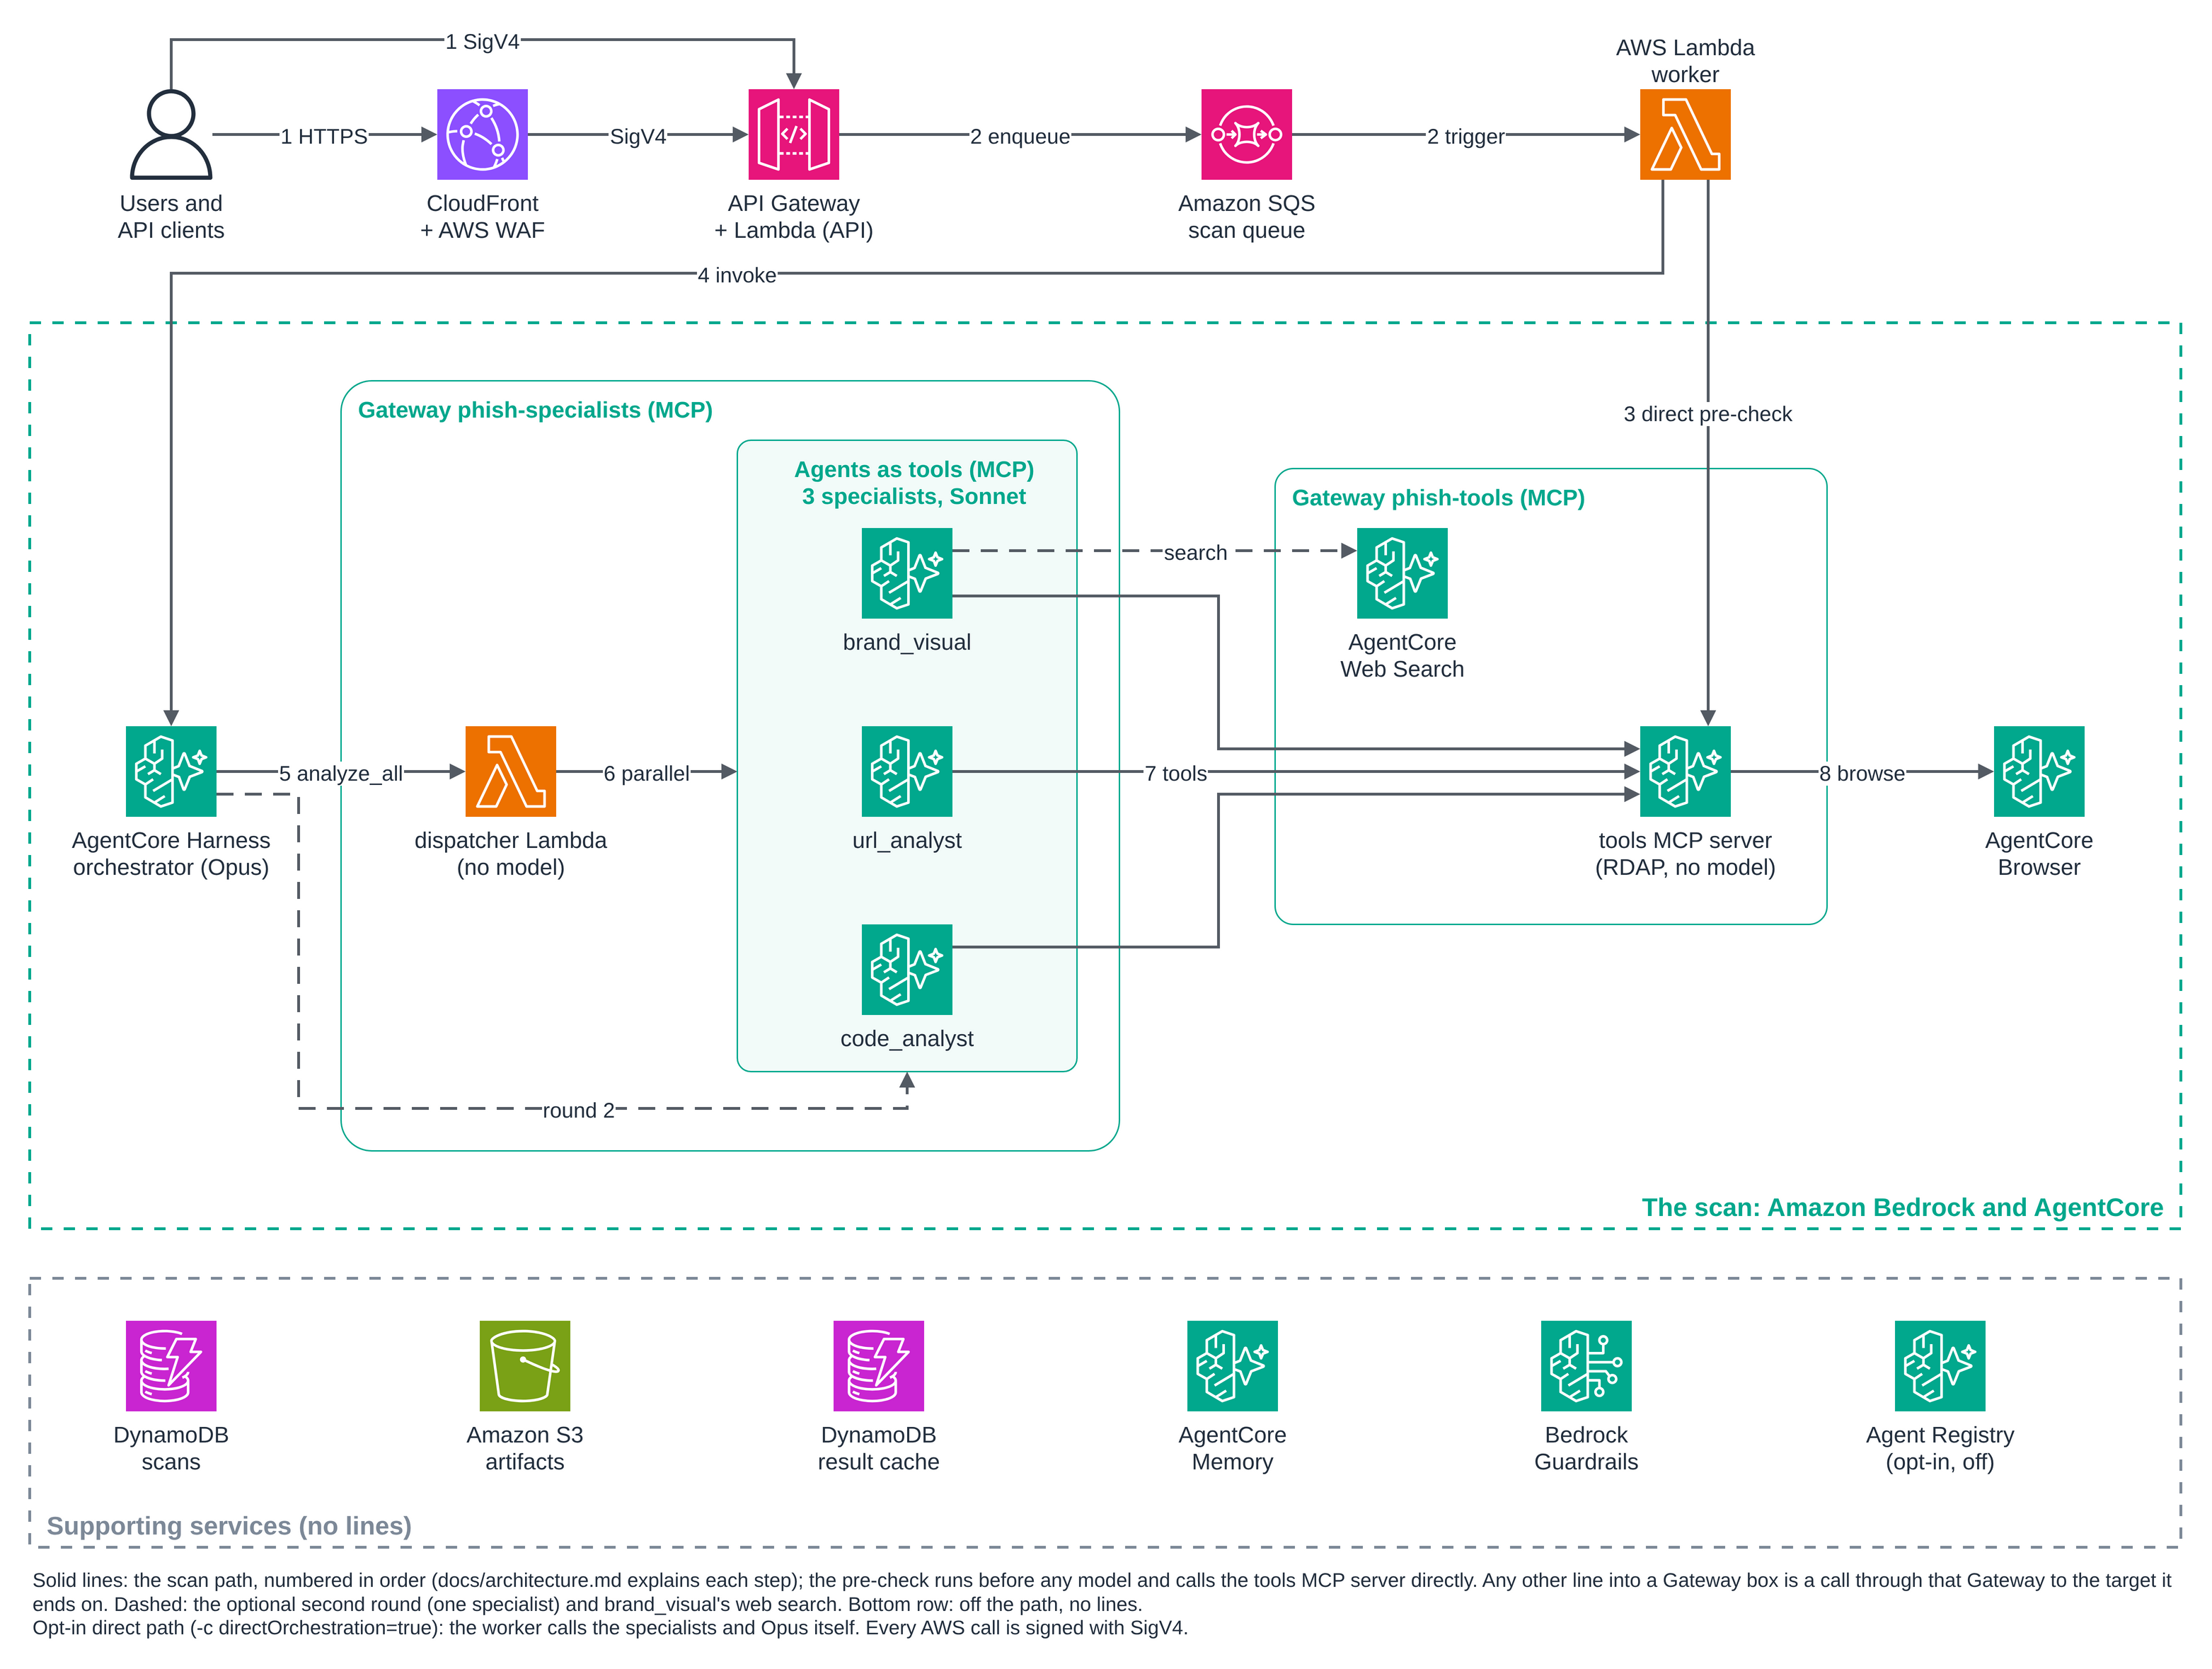 1 SigV4
AWS Lambda
worker
1 HTTPS
SigV4
2 enqueue
2 trigger
Users and
API clients
CloudFront
+ AWS WAF
API Gateway
+ Lambda (API)
Amazon SQS
scan queue
4 invoke
Gateway phish-specialists (MCP)
3 direct pre-check
Agents as tools (MCP)
3 specialists, Sonnet
Gateway phish-tools (MCP)
search
brand_visual
AgentCore
Web Search
5 analyze_all
6 parallel
7 tools
8 browse
AgentCore Harness
orchestrator (Opus)
dispatcher Lambda
(no model)
url_analyst
tools MCP server
(RDAP, no model)
AgentCore
Browser
code_analyst
round 2
The scan: Amazon Bedrock and AgentCore
DynamoDB
scans
Amazon S3
artifacts
DynamoDB
result cache
AgentCore
Memory
Bedrock
Guardrails
Agent Registry
(opt-in, off)
Supporting services (no lines)
Solid lines: the scan path, numbered in order (docs/architecture.md explains each step); the pre-check runs before any model and calls the tools MCP server directly. Any other line into a Gateway box is a call through that Gateway to the target it
ends on. Dashed: the optional second round (one specialist) and brand_visual's web search. Bottom row: off the path, no lines.
Opt-in direct path (-c directOrchestration=true): the worker calls the specialists and Opus itself. Every AWS call is signed with SigV4.